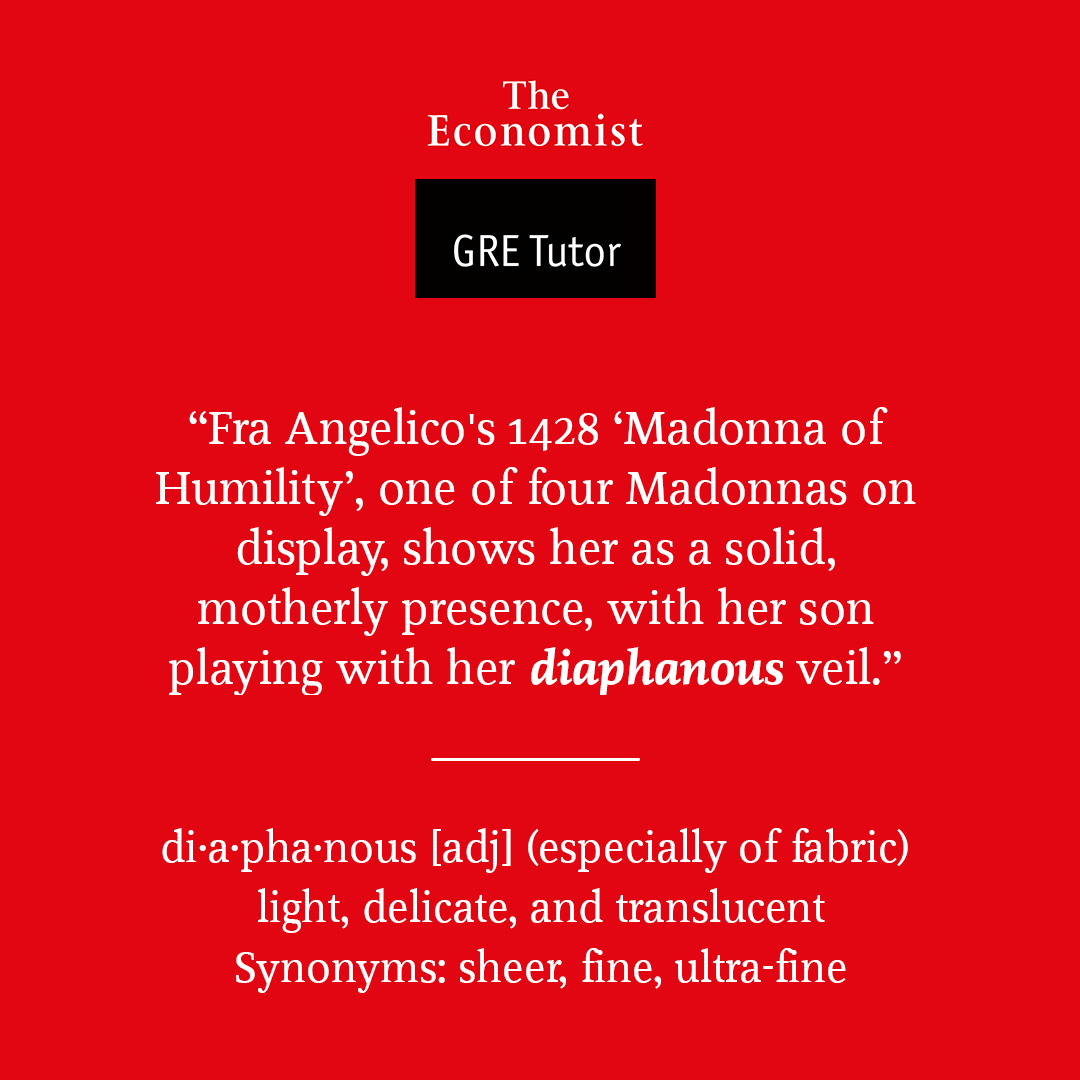 The
Economist
GRE Tutor
“Fra Angelico's 1428 ‘Madonna of
Humility’, one of four Madonnas on
display, shows her as a solid,
motherly presence, with her son
playing with her diaphanous veil.”
di·a·pha·nous [adj] (especially of fabric)
light, delicate, and translucent
Synonyms: sheer, fine, ultra-fine